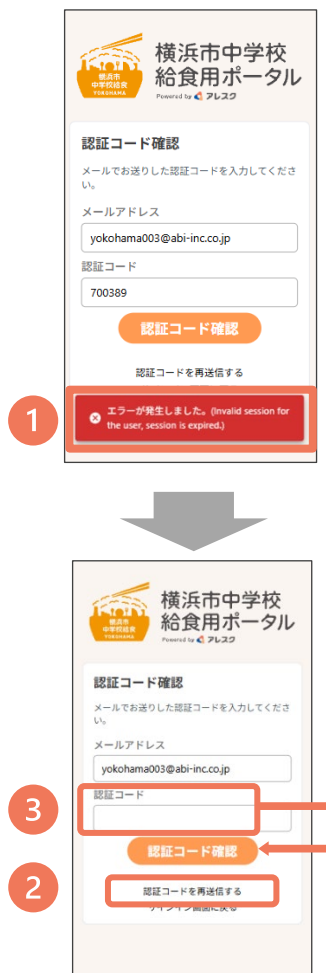 横浜市
中学校給食
YOKOHAMA
横浜市中学校
給食用ポータル
Powered by アレスク
認証コード確認
メールでお送りした認証コードを入力してくださ
い。
メールアドレス
yokohama003@abi-inc.co.jp
認証コード
700389
認証コード確認
認証コードを再送信する
1
エラーが発生しました。(Invalid session for
the user, session is expired.)
横浜市
中学校給食
YOKOHAMA
横浜市中学校
給食用ポータル
Powered by アレスク
認証コード確認
メールでお送りした認証コードを入力してくださ
い。
メールアドレス
yokohama003@abi-inc.co.jp
3
認証コード
認証コード確認
2
認証コードを再送信する
サインイン画面に戻る